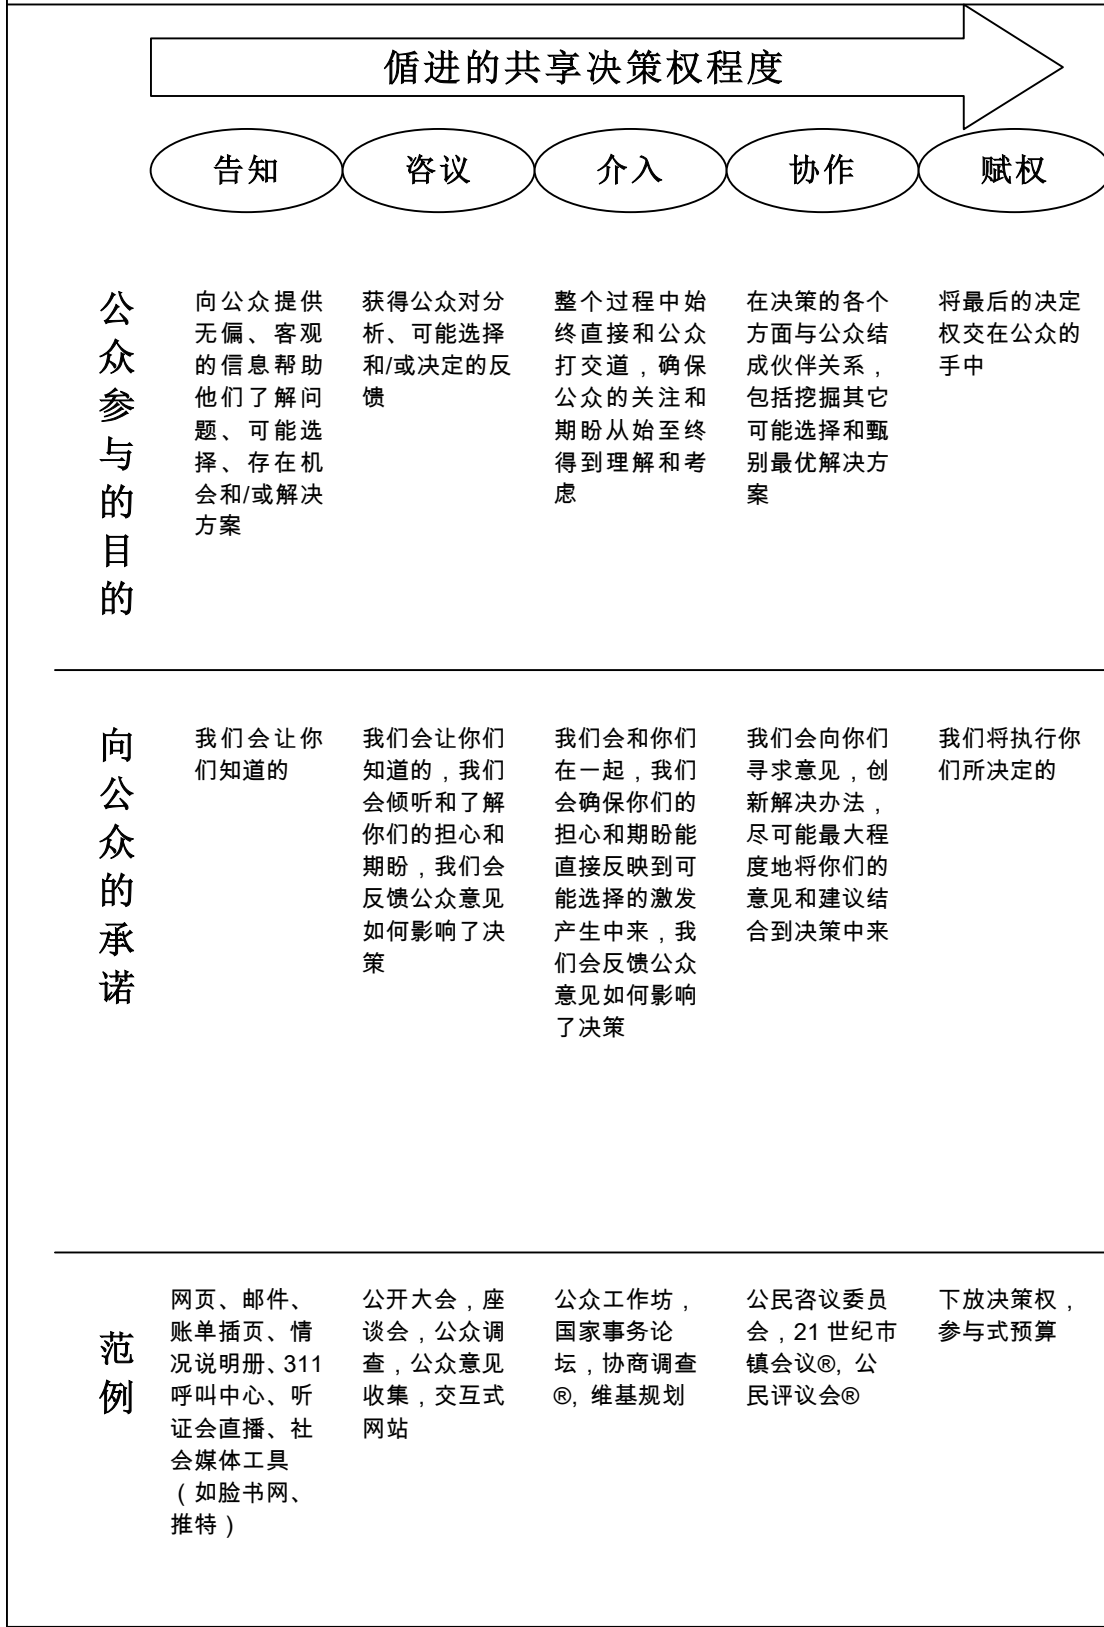 偱进的共享决策权程度
告知
咨议
介入
协作
赋权
公众参与的目的
向公众提供
无偏、客观
的信息帮助
他们了解问
题、可能选
择、存在机
会和/或解决
方案
获得公众对分
析、可能选择
和/或决定的反
馈
整个过程中始
终直接和公众
打交道，确保
公众的关注和
期盼从始至终
得到理解和考
虑
在决策的各个
方面与公众结
成伙伴关系，
包括挖掘其它
可能选择和甄
别最优解决方
案
将最后的决定
权交在公众的
手中
向公众的承诺
我们会让你
们知道的
我们会让你们
知道的，我们
会倾听和了解
你们的担心和
期盼，我们会
反馈公众意见
如何影响了决
策
我们会和你们
在一起，我们
会确保你们的
担心和期盼能
直接反映到可
能选择的激发
产生中来，我
们会反馈公众
意见如何影响
了决策
我们会向你们
寻求意见，创
新解决办法，
尽可能最大程
度地将你们的
意见和建议结
合到决策中来
我们将执行你
们所决定的
范例
网页、邮件、
账单插页、情
况说明册、311
呼叫中心、听
证会直播、社
会媒体工具
（如脸书网、
推特）
公开大会，座
谈会，公众调
查，公众意见
收集，交互式
网站
公众工作坊，
国家事务论
坛，协商调查
®, 维基规划
公民咨议委员
会，21 世纪市
镇会议®, 公
民评议会®
下放决策权，
参与式预算